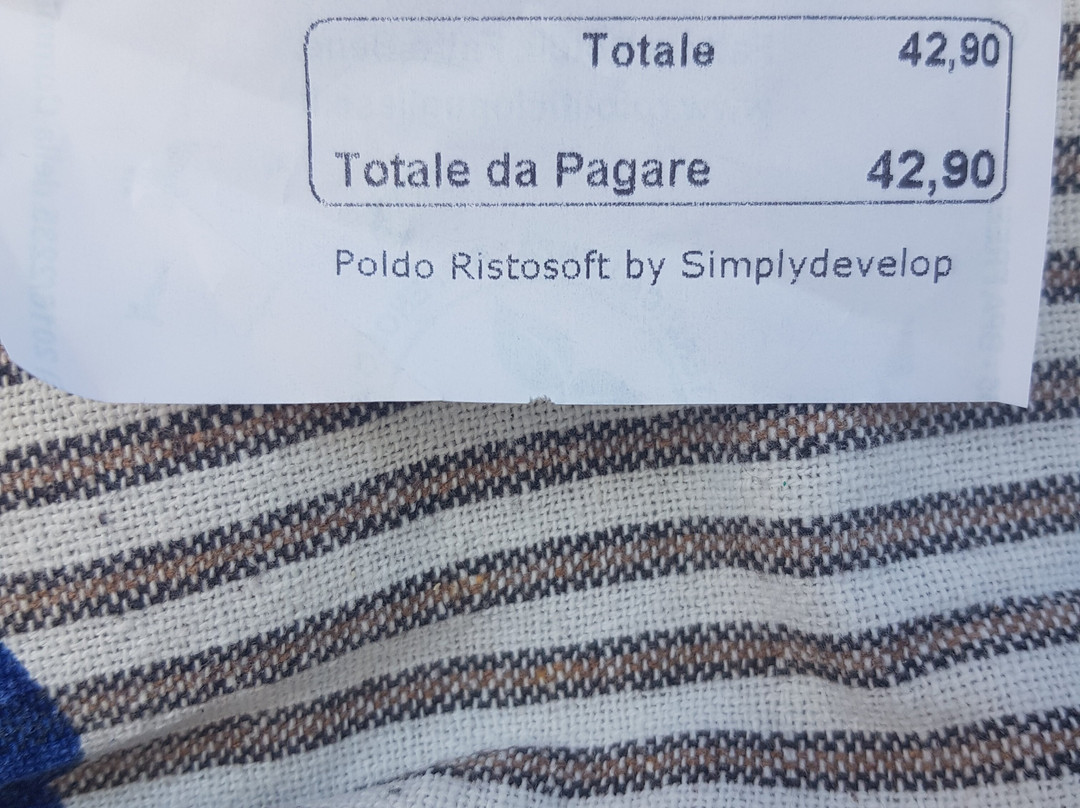 Totale 42,90
Totale da Pagare 42,90
Poldo Ristosoft by Simplydevelop